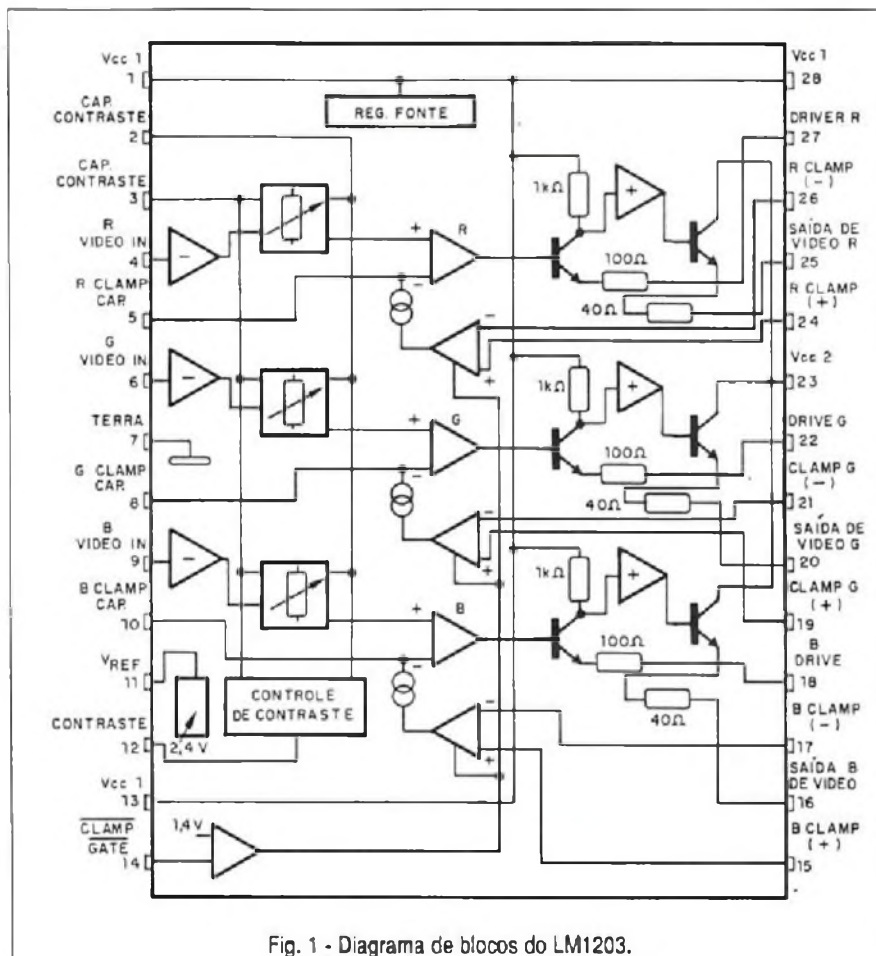 Vcc 1
1
CAP.
CONTRASTE
2
CAP.
CONTRASTE
3
R
VIDEO IN
4
R CLAMP
CAP.
5
G
VIDEO IN
6
TERRA
7
G CLAMP
CAP.
8
B
VIDEO IN
9
B CLAMP
CAP.
10
VREF
11
CONTRASTE
12
2,4 V
Vcc 1
13
CLAMP
GATE
14
1,4 V
REG. FONTE
CONTROLE
DE CONTRASTE
−
+
R
−
−
+
1kΩ
+
100Ω
40Ω
−
+
G
−
−
+
1kΩ
+
100Ω
40Ω
−
+
B
−
−
+
1kΩ
+
100Ω
40Ω
Vcc 1
28
DRIVER R
27
R CLAMP
(−)
26
SAÍDA DE
VIDEO R
25
R CLAMP
(+)
24
Vcc 2
23
DRIVE G
22
CLAMP G
(−)
21
SAÍDA DE
VIDEO G
20
CLAMP G
(+)
19
B
DRIVE
18
B CLAMP
(−)
17
SAÍDA B
DE VIDEO
16
B CLAMP
(+)
15
Fig. 1 - Diagrama de blocos do LM1203.